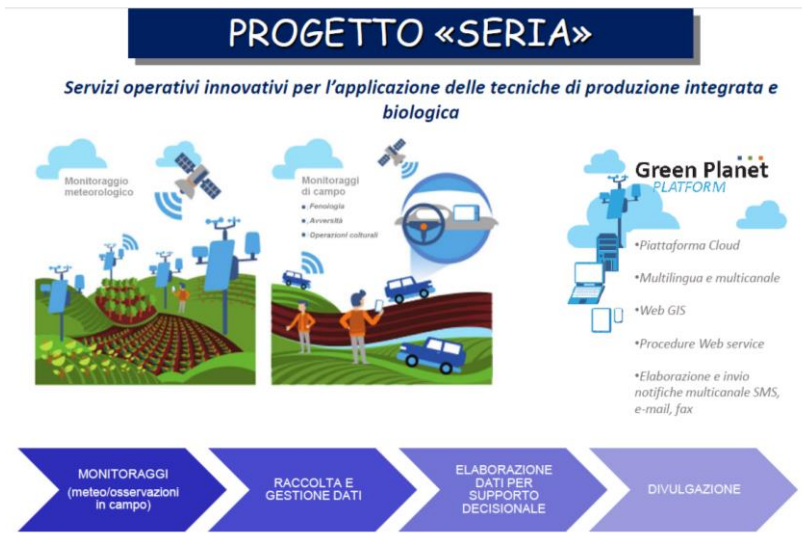 PROGETTO «SERIA»
Servizi operativi innovativi per l'applicazione delle tecniche di produzione integrata e
biologica
Monitoraggio
meteorologico
Monitoraggi
di campo
• Fenologia
• Avversità
• Operazioni colturali
Green Planet
PLATFORM
•Piattaforma Cloud
•Multilingua e multicanale
•Web GIS
•Procedure Web service
•Elaborazione e invio
notifiche multicanale SMS,
e-mail, fax
MONITORAGGI
(meteo/osservazioni
in campo)
RACCOLTA E
GESTIONE DATI
ELABORAZIONE
DATI PER
SUPPORTO
DECISIONALE
DIVULGAZIONE